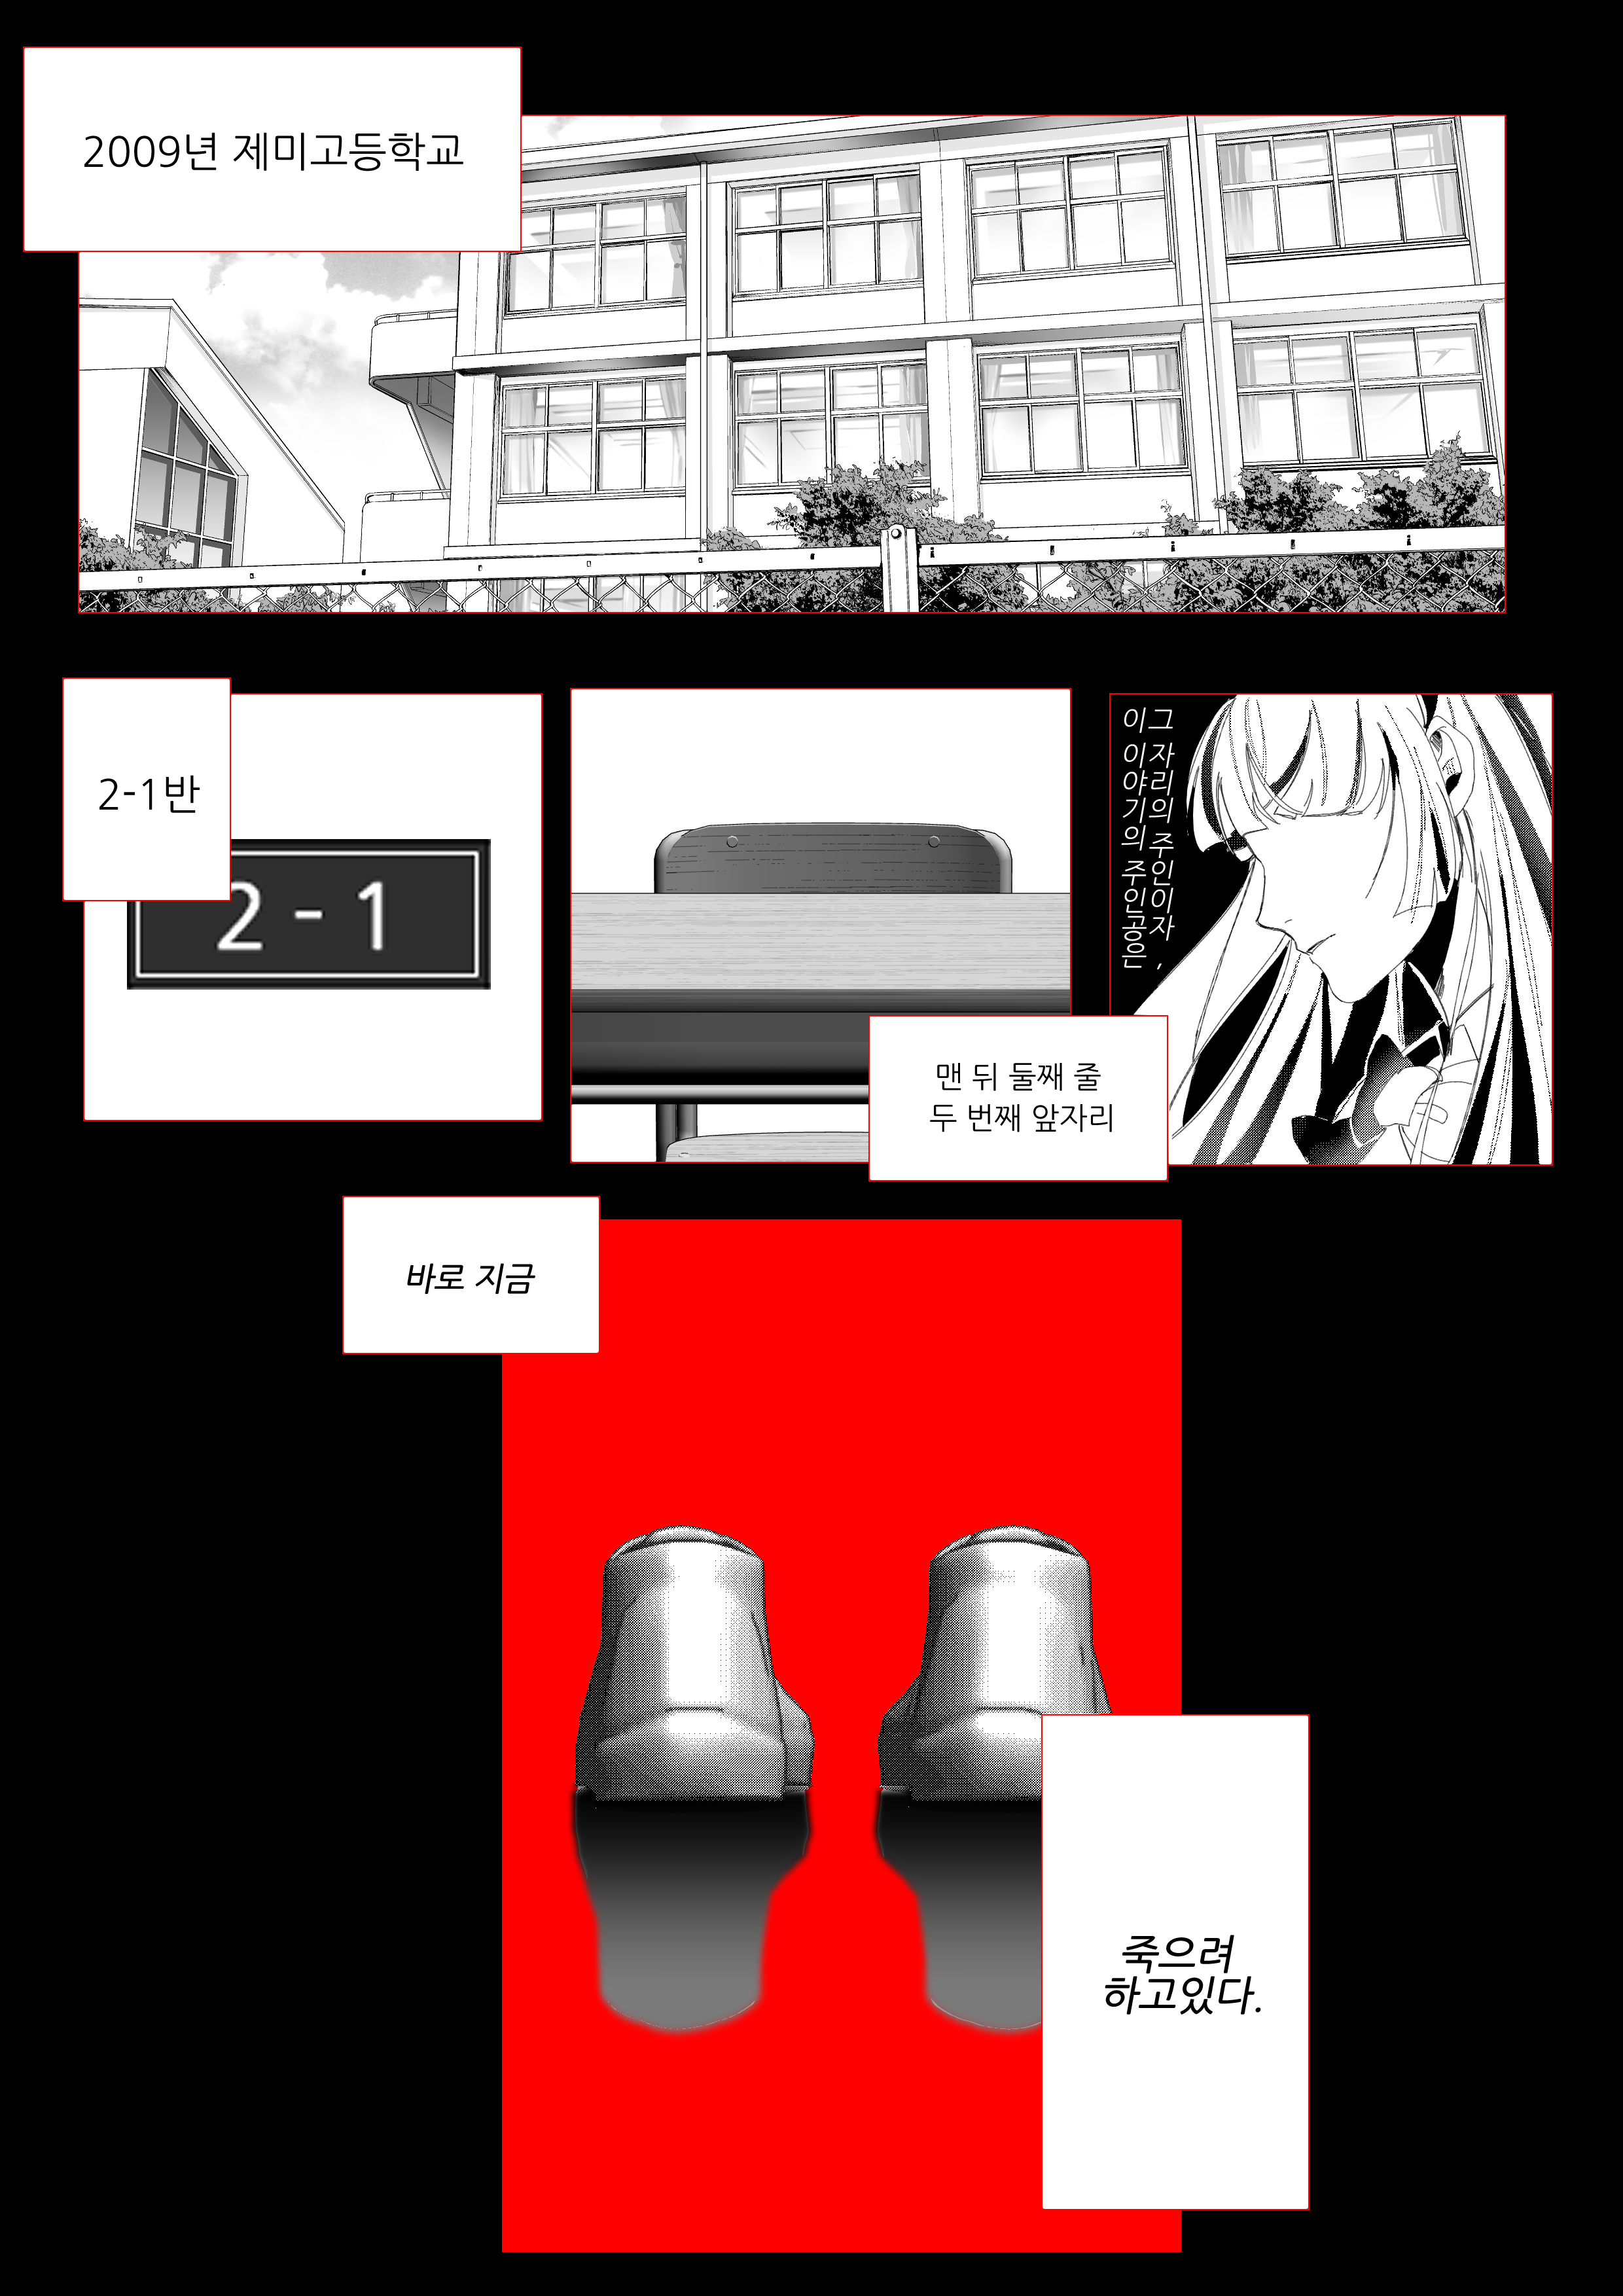 2009년 제미고등학교
2-1반
2 - 1
맨 뒤 둘째 줄
두 번째 앞자리
그 자리의 주인이자,
이 이야기의 주인공은
바로 지금
죽으려
하고있다.